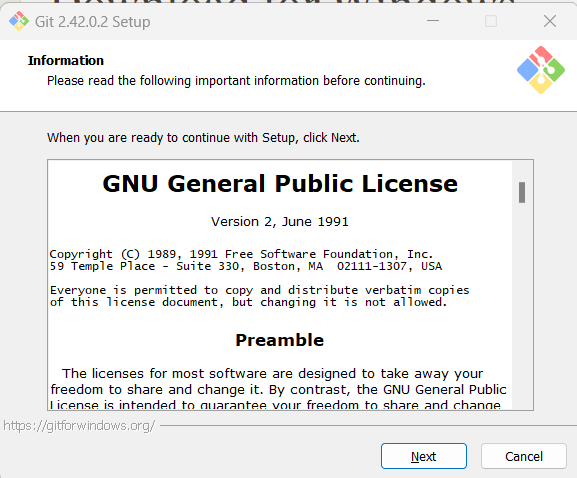 Git 2.42.0.2 Setup
Information
Please read the following important information before continuing.
When you are ready to continue with Setup, click Next.
GNU General Public License
Version 2, June 1991
Copyright (C) 1989, 1991 Free Software Foundation, Inc.
59 Temple Place - Suite 330, Boston, MA  02111-1307, USA
Everyone is permitted to copy and distribute verbatim copies
of this license document, but changing it is not allowed.
Preamble
The licenses for most software are designed to take away your
freedom to share and change it. By contrast, the GNU General Public
License is intended to guarantee your freedom to share and change
https://gitforwindows.org/
Next
Cancel